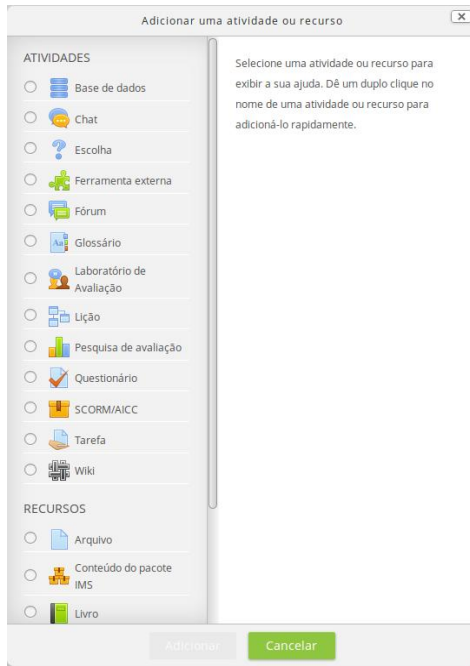 Adicionar uma atividade ou recurso
ATIVIDADES
Base de dados
Chat
Escolha
Ferramenta externa
Fórum
Glossário
Laboratório de
Avaliação
Lição
Pesquisa de avaliação
Questionário
SCORM/AICC
Tarefa
Wiki
RECURSOS
Arquivo
Conteúdo do pacote
IMS
Livro
Selecione uma atividade ou recurso para
exibir a sua ajuda. Dê um duplo clique no
nome de uma atividade ou recurso para
adicioná-lo rapidamente.
Adicionar
Cancelar